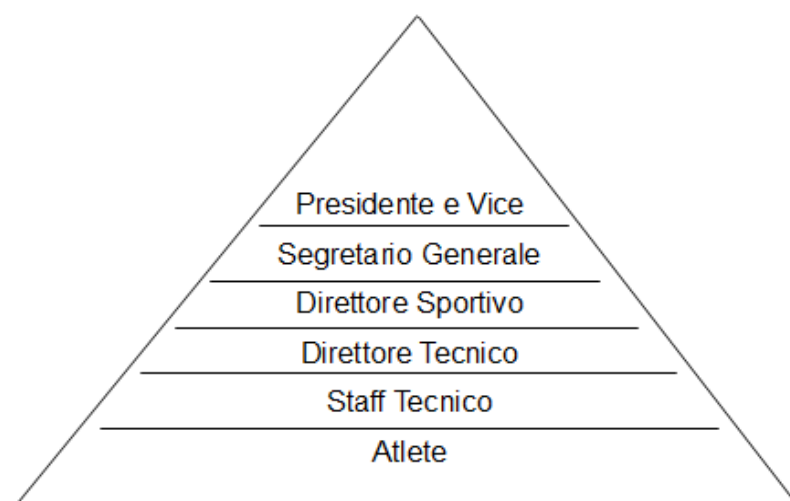 Presidente e Vice
Segretario Generale
Direttore Sportivo
Direttore Tecnico
Staff Tecnico
Atlete